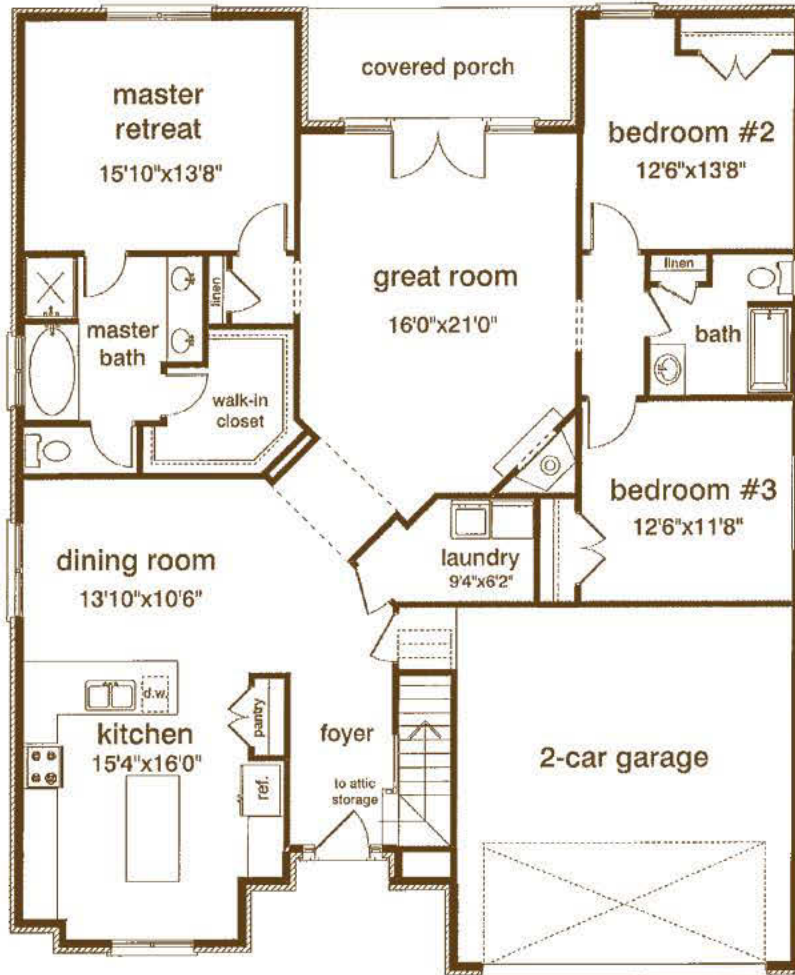 covered porch
master
retreat
15'10"x13'8"
bedroom #2
12'6"x13'8"
great room
16'0"x21'0"
linen
linen
master
bath
bath
walk-in
closet
bedroom #3
12'6"x11'8"
laundry
9'4"x6'2"
dining room
13'10"x10'6"
d.w.
pantry
kitchen
15'4"x16'0"
foyer
2-car garage
ref.
to attic
storage